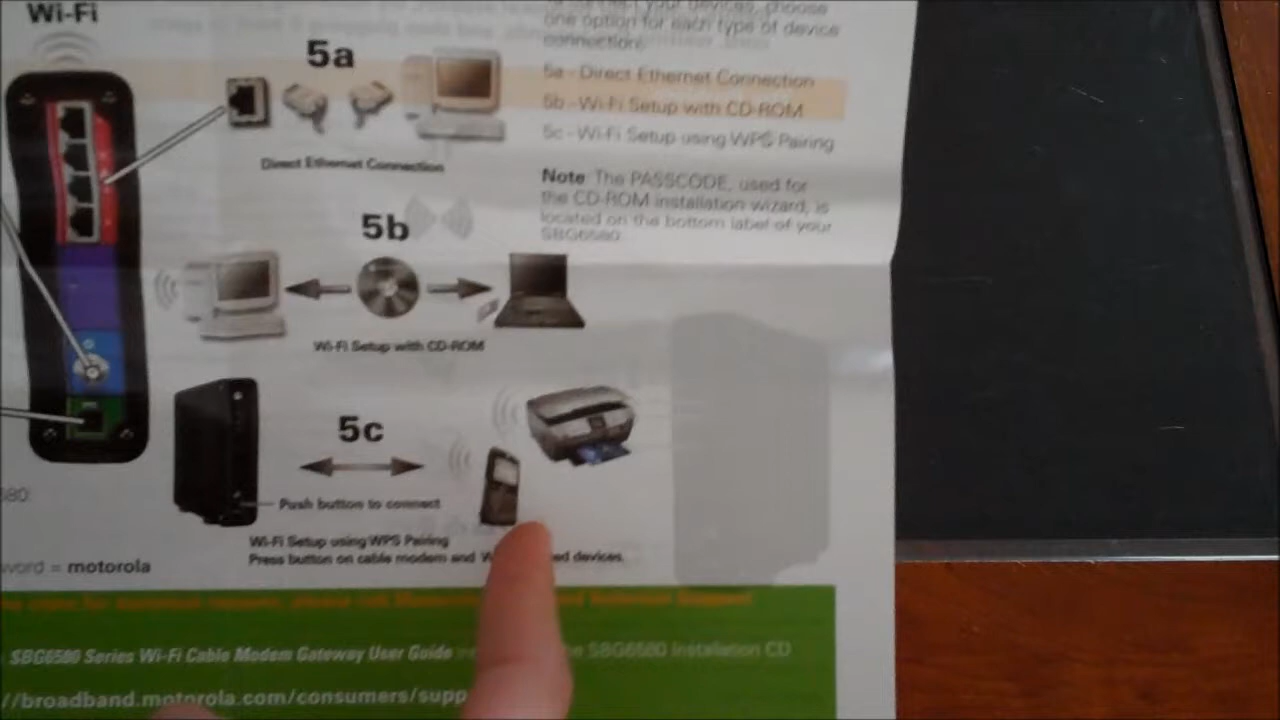 Wi-Fi
your devices, choose
one option for each type of device
connection:
5a
5a - Direct Ethernet Connection
5b - Wi-Fi Setup with CD-ROM
5c - Wi-Fi Setup using WPS Pairing
Direct Ethernet Connection
Note: The PASSCODE, used for
the CD-ROM installation wizard, is
located on the bottom label of your
SBG6580.
5b
Wi-Fi Setup with CD-ROM
5c
Push button to connect
Wi-Fi Setup using WPS Pairing
Press button on cable modem and devices.
= motorola
SBG6580 Series Wi-Fi Cable Modem Gateway User Guide SBG6580 Installation CD
//broadband.motorola.com/consumers/supp